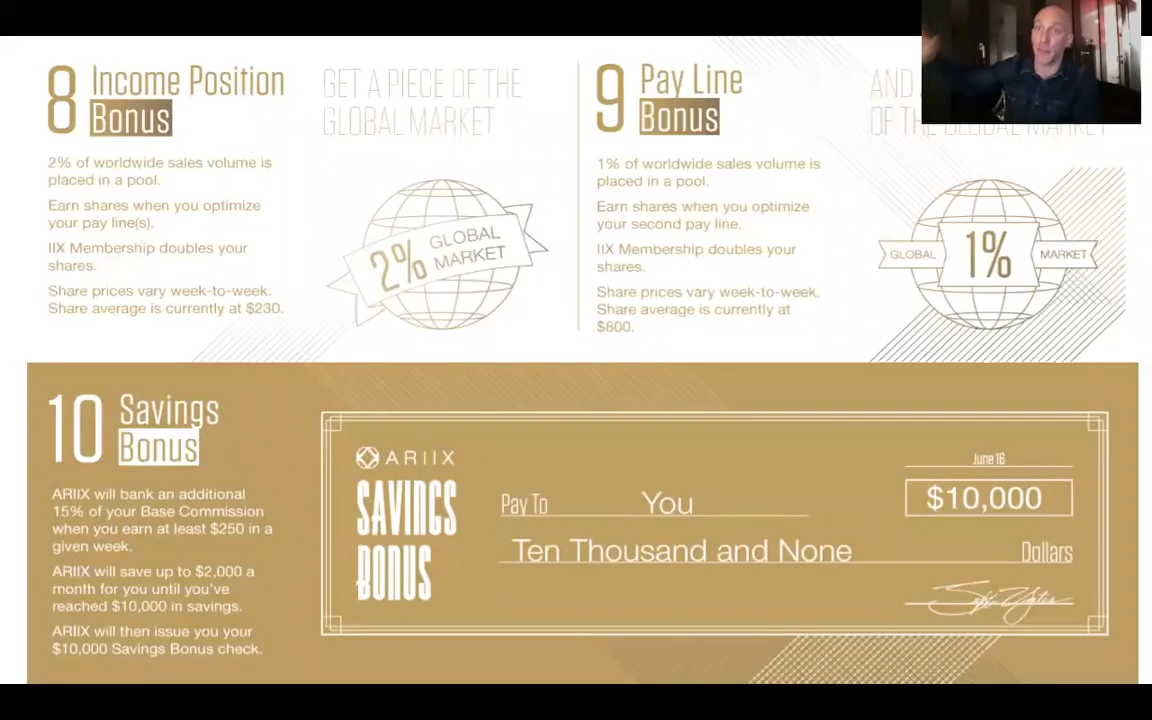 8 Income Position
Bonus
GET A PIECE OF THE
GLOBAL MARKET
2% of worldwide sales volume is
placed in a pool.
Earn shares when you optimize
your pay line(s).
IIX Membership doubles your
shares.
Share prices vary week-to-week.
Share average is currently at $230.
2% GLOBAL
MARKET
9 Pay Line
Bonus
AND
OF THE GLOBAL MARKET
1% of worldwide sales volume is
placed in a pool.
Earn shares when you optimize
your second pay line.
IIX Membership doubles your
shares.
Share prices vary week-to-week.
Share average is currently at
$800.
GLOBAL 1% MARKET
10 Savings
Bonus
ARIIX will bank an additional
15% of your Base Commission
when you earn at least $250 in a
given week.
ARIIX will save up to $2,000 a
month for you until you've
reached $10,000 in savings.
ARIIX will then issue you your
$10,000 Savings Bonus check.
ARIIX
SAVINGS
BONUS
June 16
Pay To You
$10,000
Ten Thousand and None Dollars